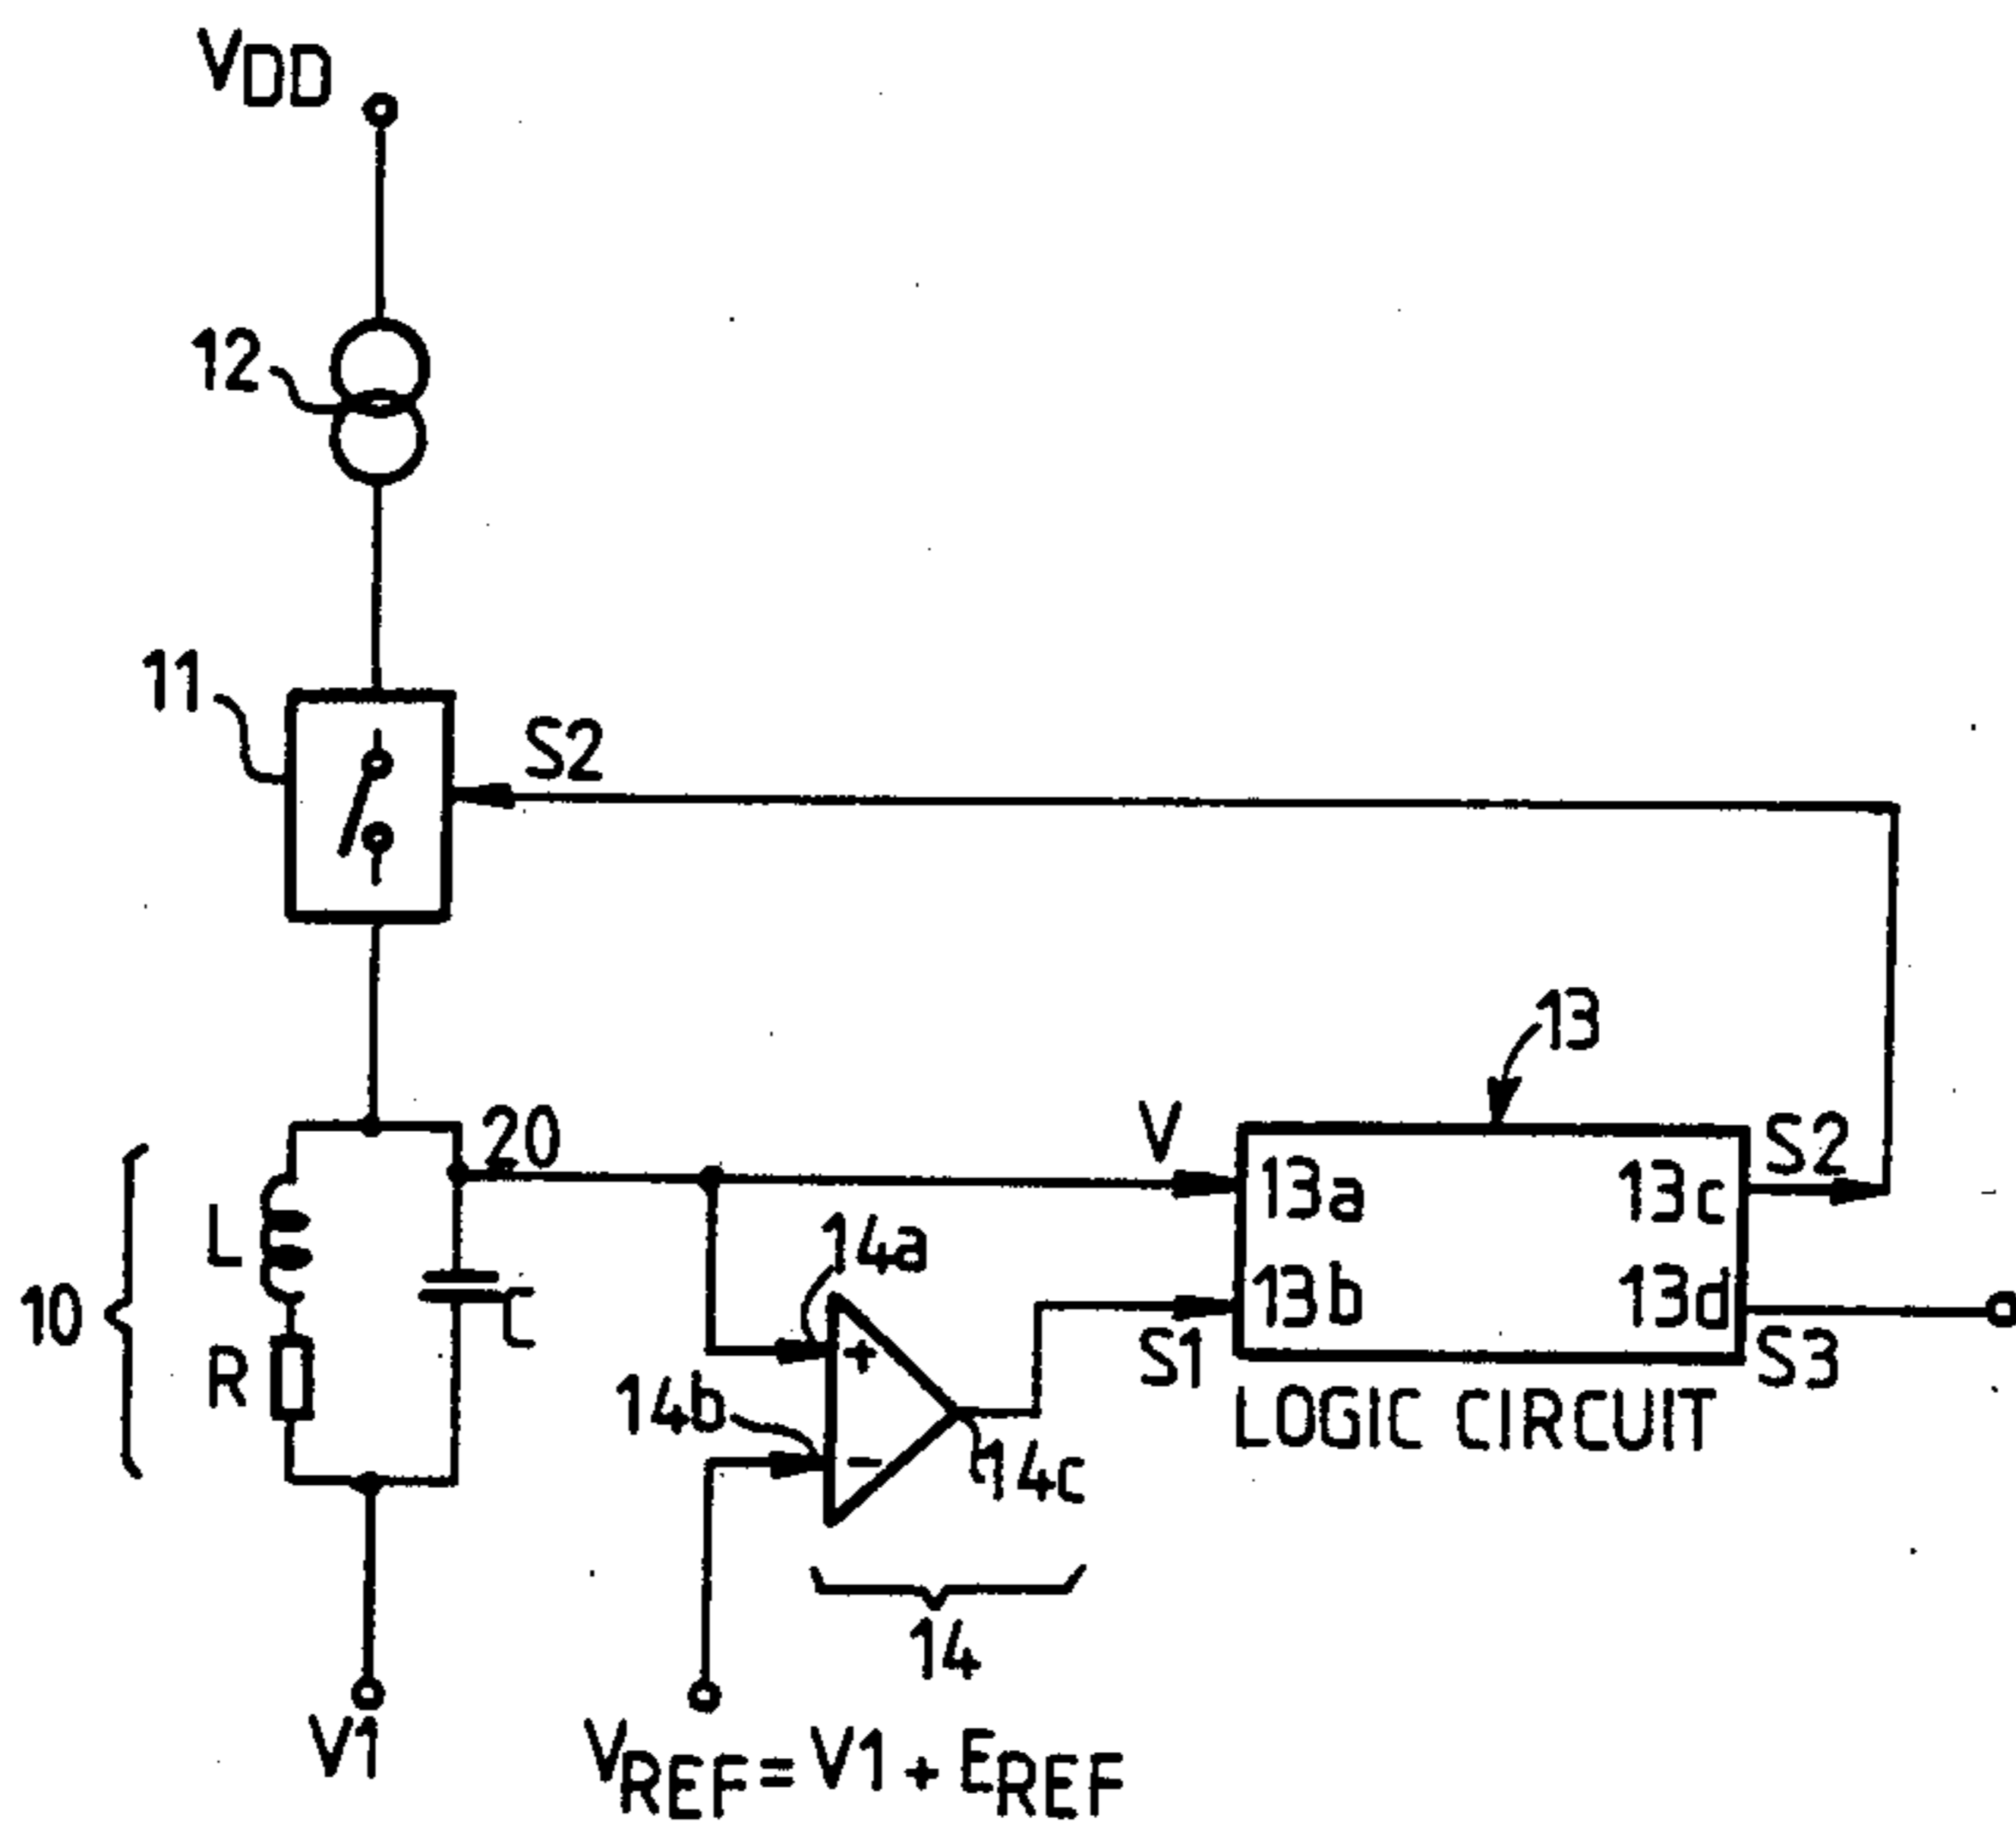 VDD
12
11
S2
13
20
V
13a
13c
S2
L
14a
10
13b
13d
C
S1
S3
R
+
14b
LOGIC CIRCUIT
-
14c
14
V1
VREF = V1 + EREF